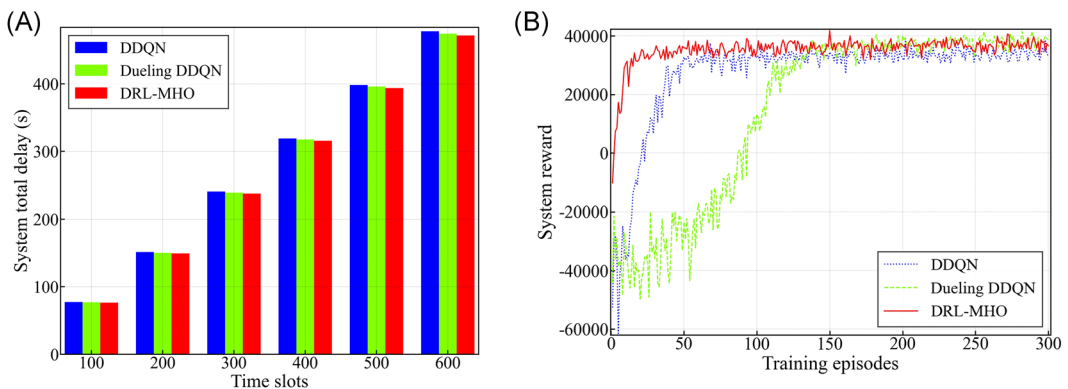 (A)
System total delay (s)
400
300
200
100
0
DDQN
Dueling DDQN
DRL-MHO
100 200 300 400 500 600
Time slots
(B)
System reward
40000
20000
0
-20000
-40000
-60000
DDQN
Dueling DDQN
DRL-MHO
0 50 100 150 200 250 300
Training episodes